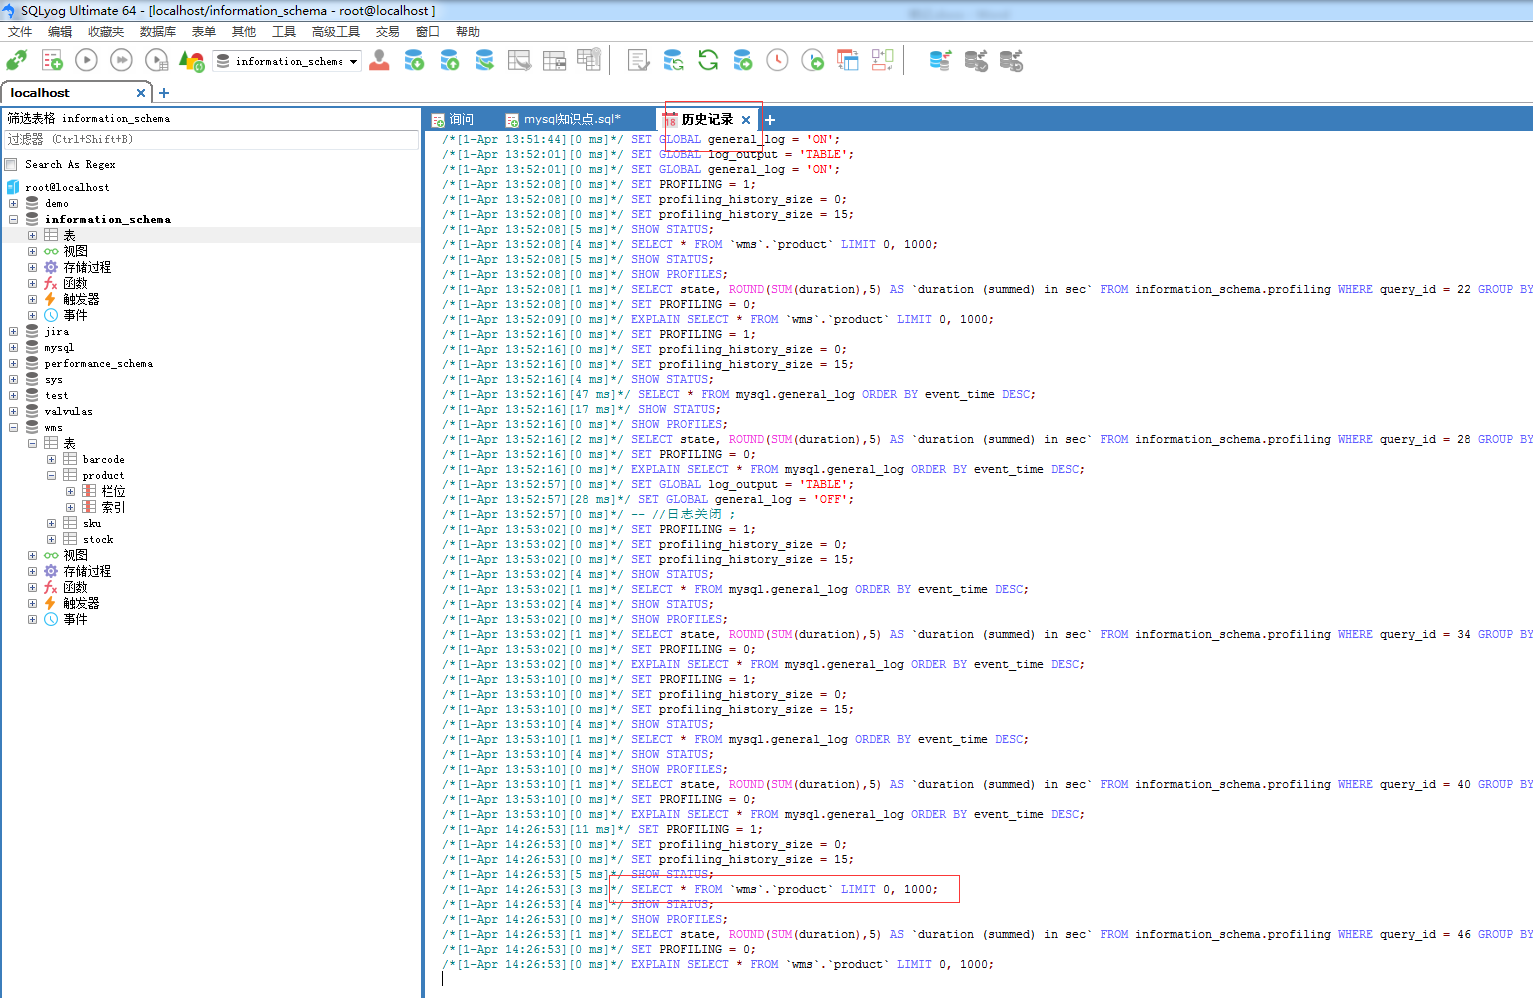 SQLyog Ultimate 64 - [localhost/information_schema - root@localhost ]
文件 编辑 收藏夹 数据库 表单 其他 工具 高级工具 交易 窗口 帮助
information_schema
localhost
筛选表格 information_schema
过滤器 (Ctrl+Shift+B)
Search As Regex
root@localhost
demo
information_schema
表
视图
存储过程
函数
触发器
事件
jira
mysql
performance_schema
sys
test
valvulas
wms
表
barcode
product
栏位
索引
sku
stock
视图
存储过程
函数
触发器
事件
询问 mysql知识点.sql* 18 历史记录
/*[1-Apr 13:51:44][0 ms]*/ SET GLOBAL general_log = 'ON';
/*[1-Apr 13:52:01][0 ms]*/ SET GLOBAL log_output = 'TABLE';
/*[1-Apr 13:52:01][0 ms]*/ SET GLOBAL general_log = 'ON';
/*[1-Apr 13:52:08][0 ms]*/ SET PROFILING = 1;
/*[1-Apr 13:52:08][0 ms]*/ SET profiling_history_size = 0;
/*[1-Apr 13:52:08][0 ms]*/ SET profiling_history_size = 15;
/*[1-Apr 13:52:08][5 ms]*/ SHOW STATUS;
/*[1-Apr 13:52:08][4 ms]*/ SELECT * FROM `wms`.`product` LIMIT 0, 1000;
/*[1-Apr 13:52:08][5 ms]*/ SHOW STATUS;
/*[1-Apr 13:52:08][0 ms]*/ SHOW PROFILES;
/*[1-Apr 13:52:08][1 ms]*/ SELECT state, ROUND(SUM(duration),5) AS `duration (summed) in sec` FROM information_schema.profiling WHERE query_id = 22 GROUP BY
/*[1-Apr 13:52:08][0 ms]*/ SET PROFILING = 0;
/*[1-Apr 13:52:09][0 ms]*/ EXPLAIN SELECT * FROM `wms`.`product` LIMIT 0, 1000;
/*[1-Apr 13:52:16][0 ms]*/ SET PROFILING = 1;
/*[1-Apr 13:52:16][0 ms]*/ SET profiling_history_size = 0;
/*[1-Apr 13:52:16][0 ms]*/ SET profiling_history_size = 15;
/*[1-Apr 13:52:16][4 ms]*/ SHOW STATUS;
/*[1-Apr 13:52:16][47 ms]*/ SELECT * FROM mysql.general_log ORDER BY event_time DESC;
/*[1-Apr 13:52:16][17 ms]*/ SHOW STATUS;
/*[1-Apr 13:52:16][0 ms]*/ SHOW PROFILES;
/*[1-Apr 13:52:16][2 ms]*/ SELECT state, ROUND(SUM(duration),5) AS `duration (summed) in sec` FROM information_schema.profiling WHERE query_id = 28 GROUP BY
/*[1-Apr 13:52:16][0 ms]*/ SET PROFILING = 0;
/*[1-Apr 13:52:16][0 ms]*/ EXPLAIN SELECT * FROM mysql.general_log ORDER BY event_time DESC;
/*[1-Apr 13:52:57][0 ms]*/ SET GLOBAL log_output = 'TABLE';
/*[1-Apr 13:52:57][28 ms]*/ SET GLOBAL general_log = 'OFF';
/*[1-Apr 13:52:57][0 ms]*/ -- //日志关闭 ;
/*[1-Apr 13:53:02][0 ms]*/ SET PROFILING = 1;
/*[1-Apr 13:53:02][0 ms]*/ SET profiling_history_size = 0;
/*[1-Apr 13:53:02][0 ms]*/ SET profiling_history_size = 15;
/*[1-Apr 13:53:02][4 ms]*/ SHOW STATUS;
/*[1-Apr 13:53:02][1 ms]*/ SELECT * FROM mysql.general_log ORDER BY event_time DESC;
/*[1-Apr 13:53:02][4 ms]*/ SHOW STATUS;
/*[1-Apr 13:53:02][0 ms]*/ SHOW PROFILES;
/*[1-Apr 13:53:02][1 ms]*/ SELECT state, ROUND(SUM(duration),5) AS `duration (summed) in sec` FROM information_schema.profiling WHERE query_id = 34 GROUP BY
/*[1-Apr 13:53:02][0 ms]*/ SET PROFILING = 0;
/*[1-Apr 13:53:02][0 ms]*/ EXPLAIN SELECT * FROM mysql.general_log ORDER BY event_time DESC;
/*[1-Apr 13:53:10][0 ms]*/ SET PROFILING = 1;
/*[1-Apr 13:53:10][0 ms]*/ SET profiling_history_size = 0;
/*[1-Apr 13:53:10][0 ms]*/ SET profiling_history_size = 15;
/*[1-Apr 13:53:10][4 ms]*/ SHOW STATUS;
/*[1-Apr 13:53:10][1 ms]*/ SELECT * FROM mysql.general_log ORDER BY event_time DESC;
/*[1-Apr 13:53:10][4 ms]*/ SHOW STATUS;
/*[1-Apr 13:53:10][0 ms]*/ SHOW PROFILES;
/*[1-Apr 13:53:10][1 ms]*/ SELECT state, ROUND(SUM(duration),5) AS `duration (summed) in sec` FROM information_schema.profiling WHERE query_id = 40 GROUP BY
/*[1-Apr 13:53:10][0 ms]*/ SET PROFILING = 0;
/*[1-Apr 13:53:10][0 ms]*/ EXPLAIN SELECT * FROM mysql.general_log ORDER BY event_time DESC;
/*[1-Apr 14:26:53][11 ms]*/ SET PROFILING = 1;
/*[1-Apr 14:26:53][0 ms]*/ SET profiling_history_size = 0;
/*[1-Apr 14:26:53][0 ms]*/ SET profiling_history_size = 15;
/*[1-Apr 14:26:53][5 ms]*/ SHOW STATUS;
/*[1-Apr 14:26:53][3 ms]*/ SELECT * FROM `wms`.`product` LIMIT 0, 1000;
/*[1-Apr 14:26:53][4 ms]*/ SHOW STATUS;
/*[1-Apr 14:26:53][0 ms]*/ SHOW PROFILES;
/*[1-Apr 14:26:53][1 ms]*/ SELECT state, ROUND(SUM(duration),5) AS `duration (summed) in sec` FROM information_schema.profiling WHERE query_id = 46 GROUP BY
/*[1-Apr 14:26:53][0 ms]*/ SET PROFILING = 0;
/*[1-Apr 14:26:53][0 ms]*/ EXPLAIN SELECT * FROM `wms`.`product` LIMIT 0, 1000;